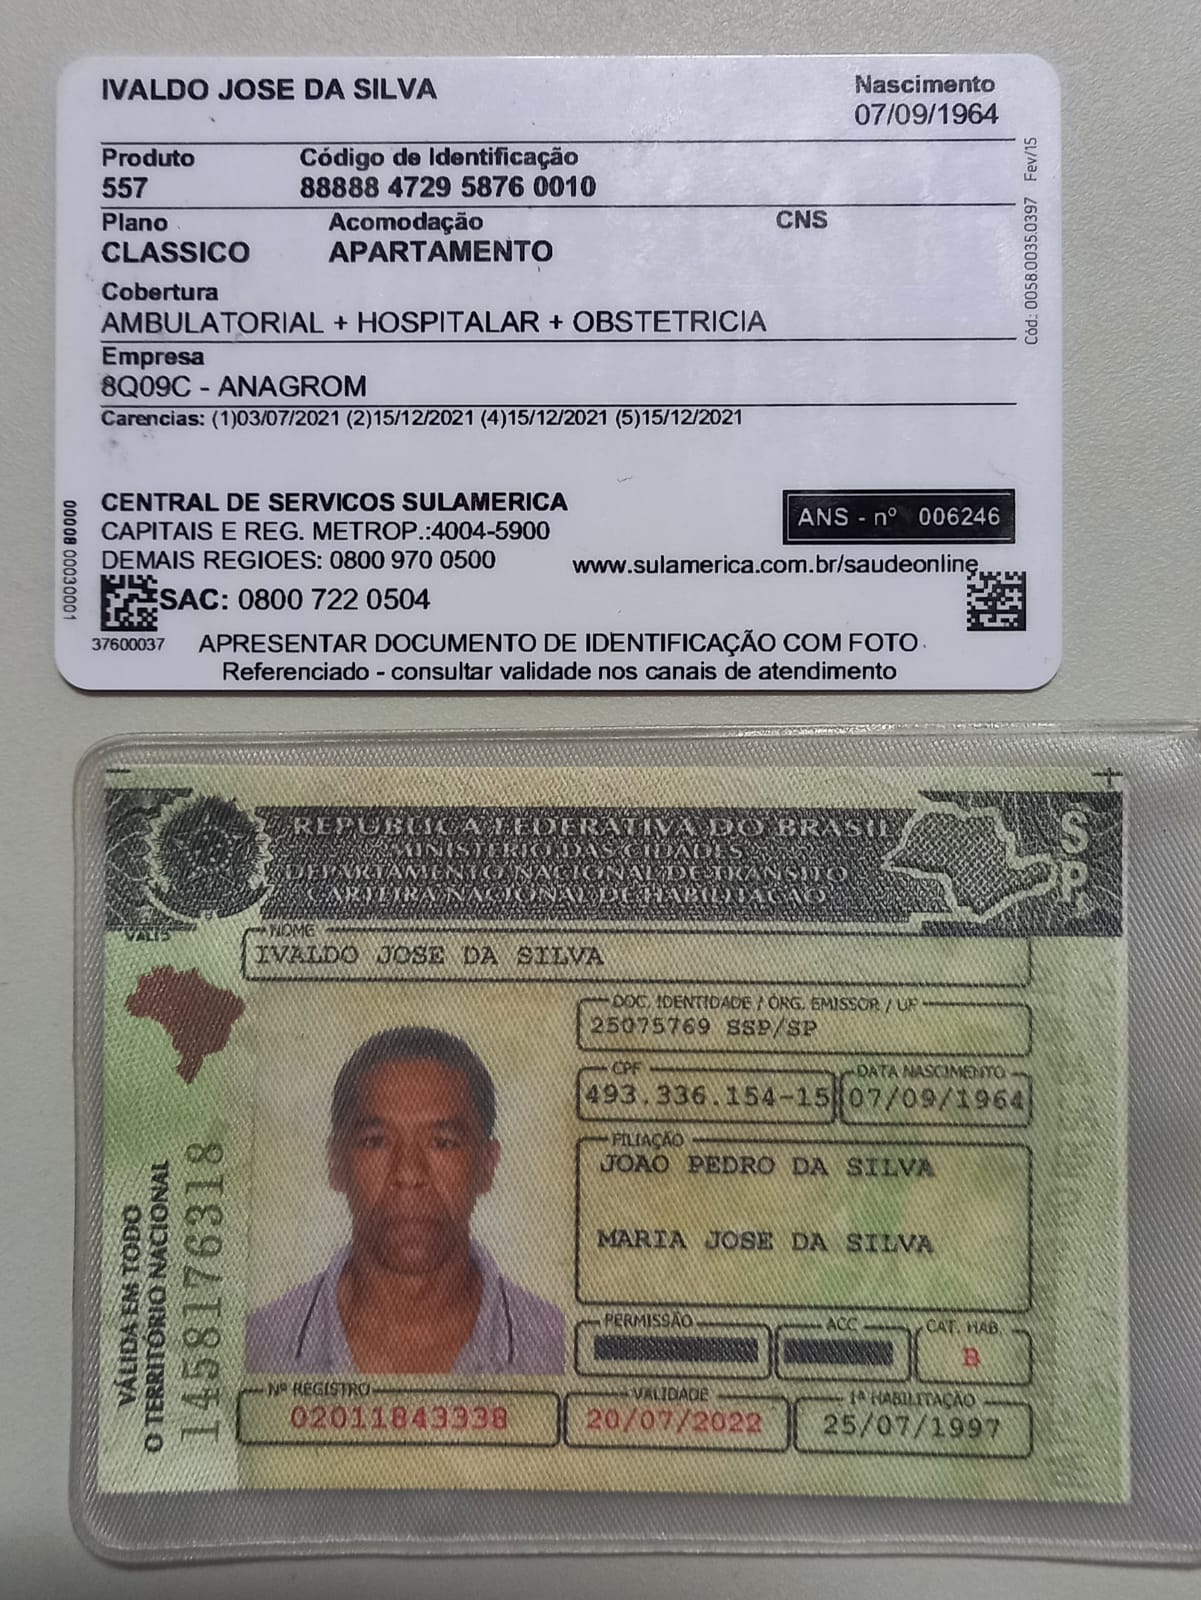 IVALDO JOSE DA SILVA
Nascimento
07/09/1964
Produto
Código de Identificação
557
88888 4729 5876 0010
Plano
Acomodação
CNS
CLASSICO
APARTAMENTO
Cobertura
AMBULATORIAL + HOSPITALAR + OBSTETRICIA
Empresa
8Q09C - ANAGROM
Carencias: (1)03/07/2021 (2)15/12/2021 (4)15/12/2021 (5)15/12/2021
Cód.: 0058.0035.0397 Fev/15
00008 00030001
CENTRAL DE SERVICOS SULAMERICA
CAPITAIS E REG. METROP.:4004-5900
DEMAIS REGIOES: 0800 970 0500
ANS - nº 006246
www.sulamerica.com.br/saudeonline
SAC: 0800 722 0504
37600037
APRESENTAR DOCUMENTO DE IDENTIFICAÇÃO COM FOTO
Referenciado - consultar validade nos canais de atendimento
REPÚBLICA FEDERATIVA DO BRASIL
MINISTÉRIO DAS CIDADES
DEPARTAMENTO NACIONAL DE TRÂNSITO
CARTEIRA NACIONAL DE HABILITAÇÃO
SP
NOME
IVALDO JOSE DA SILVA
DOC. IDENTIDADE / ÓRG. EMISSOR / UF
25075769 SSP/SP
CPF
493.336.154-15
DATA NASCIMENTO
07/09/1964
FILIAÇÃO
JOAO PEDRO DA SILVA
MARIA JOSE DA SILVA
PERMISSÃO
ACC
CAT. HAB.
B
Nº REGISTRO
02011843338
VALIDADE
20/07/2022
1ª HABILITAÇÃO
25/07/1997
VÁLIDA EM TODO
O TERRITÓRIO NACIONAL
1458176318